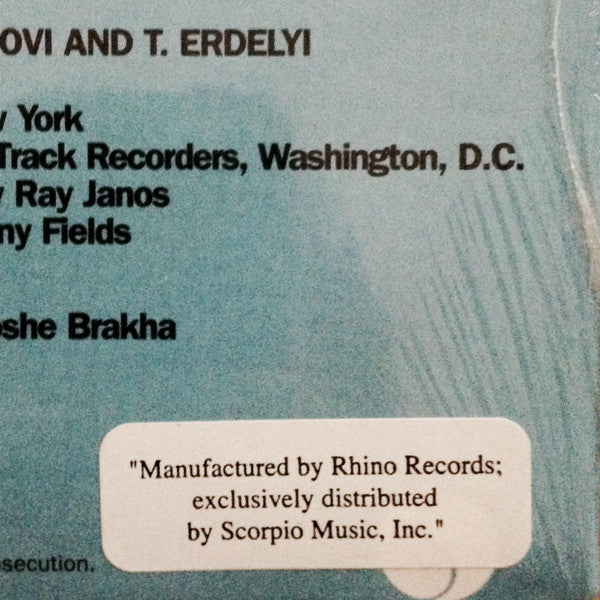 OVI AND T. ERDELYI
York
Track Recorders, Washington, D.C.
Ray Janos
ny Fields
oshe Brakha
"Manufactured by Rhino Records;
exclusively distributed
by Scorpio Music, Inc."
secution.